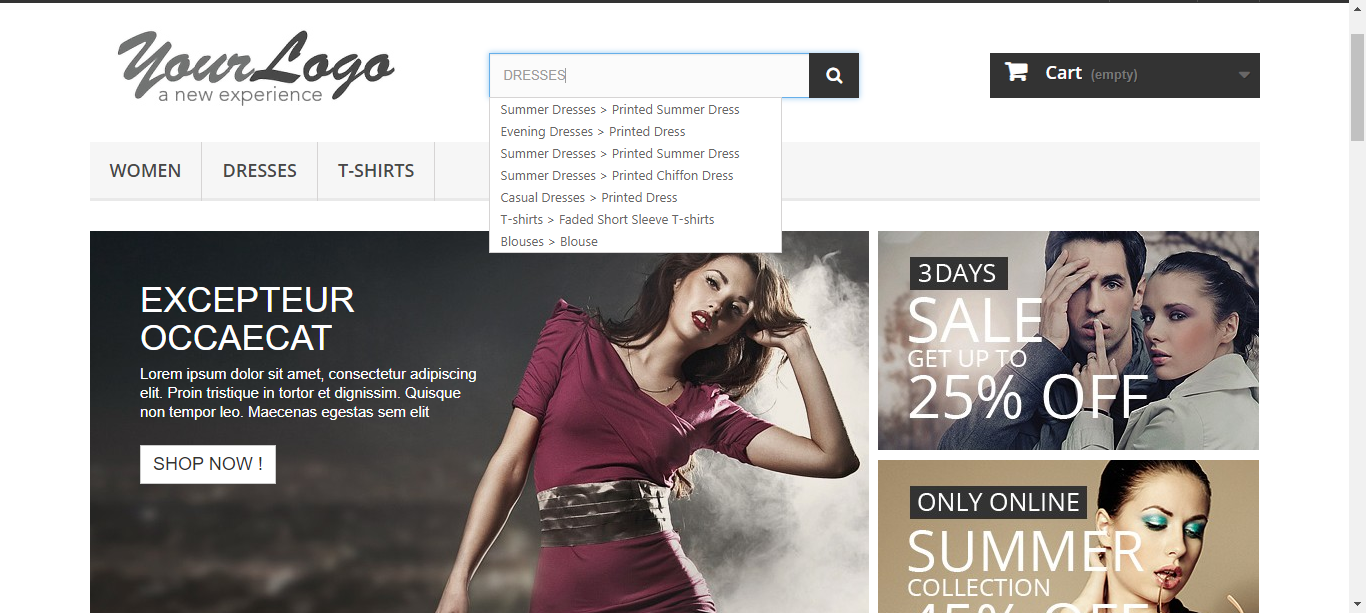 YourLogo
a new experience
DRESSES
Cart (empty)
Summer Dresses > Printed Summer Dress
Evening Dresses > Printed Dress
Summer Dresses > Printed Summer Dress
Summer Dresses > Printed Chiffon Dress
Casual Dresses > Printed Dress
T-shirts > Faded Short Sleeve T-shirts
Blouses > Blouse
WOMEN
DRESSES
T-SHIRTS
EXCEPTEUR
OCCAECAT
Lorem ipsum dolor sit amet, consectetur adipiscing
elit. Proin tristique in tortor et dignissim. Quisque
non tempor leo. Maecenas egestas sem elit
SHOP NOW !
3 DAYS
SALE
GET UP TO
25% OFF
ONLY ONLINE
SUMMER
COLLECTION
45% OFF